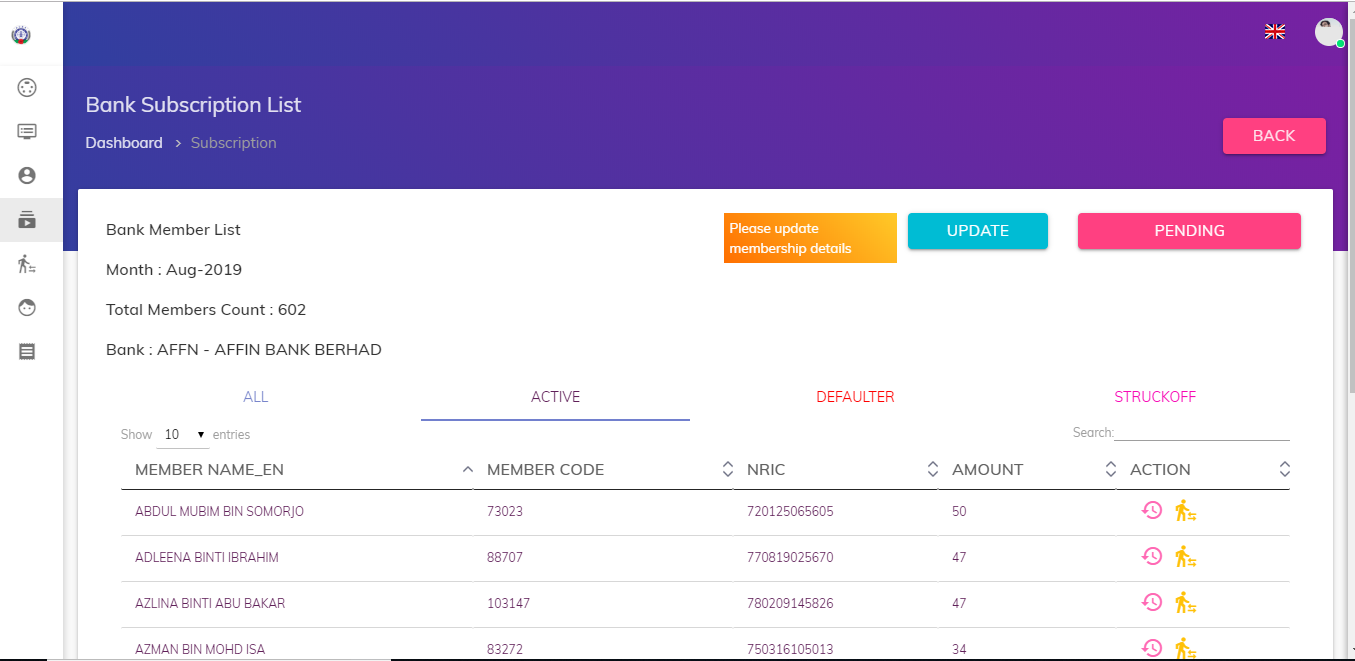 Bank Subscription List
Dashboard > Subscription
BACK
Bank Member List
Please update
membership details
UPDATE
PENDING
Month : Aug-2019
Total Members Count : 602
Bank : AFFN - AFFIN BANK BERHAD
ALL ACTIVE DEFAULTER STRUCKOFF
Show 10 entries Search:
MEMBER NAME_EN MEMBER CODE NRIC AMOUNT ACTION
ABDUL MUBIM BIN SOMORJO 73023 720125065605 50
ADLEENA BINTI IBRAHIM 88707 770819025670 47
AZLINA BINTI ABU BAKAR 103147 780209145826 47
AZMAN BIN MOHD ISA 83272 750316105013 34